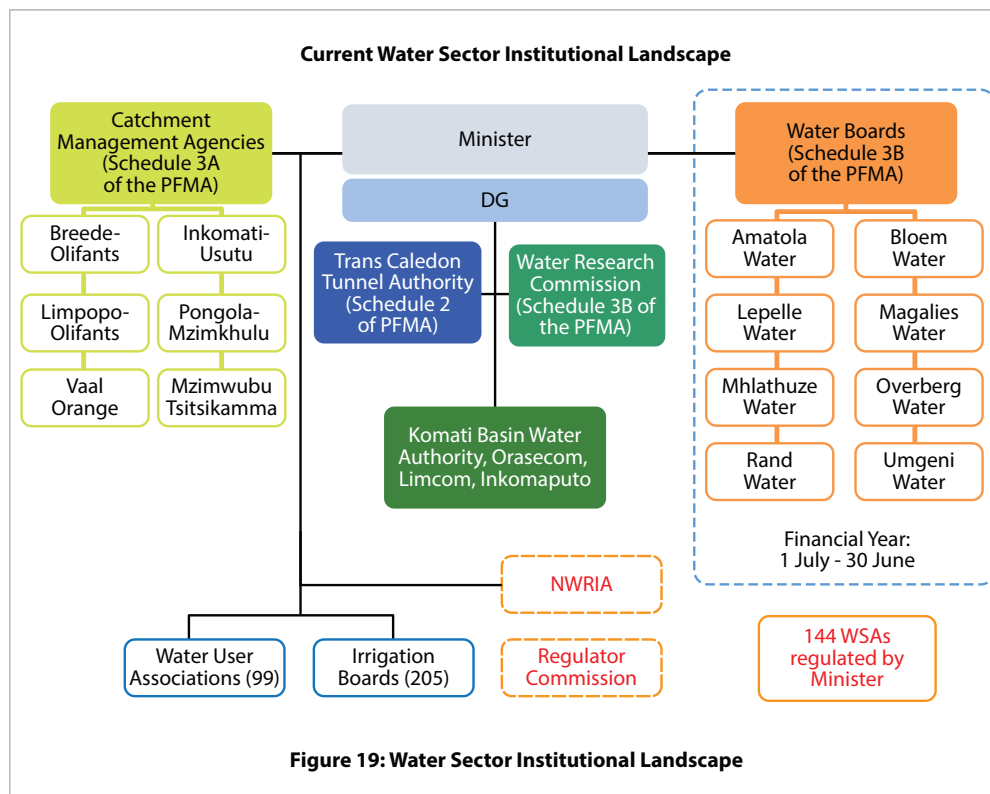 Current Water Sector Institutional Landscape
Catchment
Management Agencies
(Schedule 3A
of the PFMA)
Breede-
Olifants
Inkomati-
Usutu
Limpopo-
Olifants
Pongola-
Mzimkhulu
Vaal
Orange
Mzimwubu
Tsitsikamma
Minister
DG
Trans Caledon
Tunnel Authority
(Schedule 2
of PFMA)
Water Research
Commission
(Schedule 3B of
the PFMA)
Komati Basin Water
Authority, Orasecom,
Limcom, Inkomaputo
Water Boards
(Schedule 3B
of the PFMA)
Amatola
Water
Bloem
Water
Lepelle
Water
Magalies
Water
Mhlathuze
Water
Overberg
Water
Rand
Water
Umgeni
Water
Financial Year:
1 July - 30 June
NWRIA
Water User
Associations (99)
Irrigation
Boards (205)
Regulator
Commission
144 WSAs
regulated by
Minister
Figure 19: Water Sector Institutional Landscape